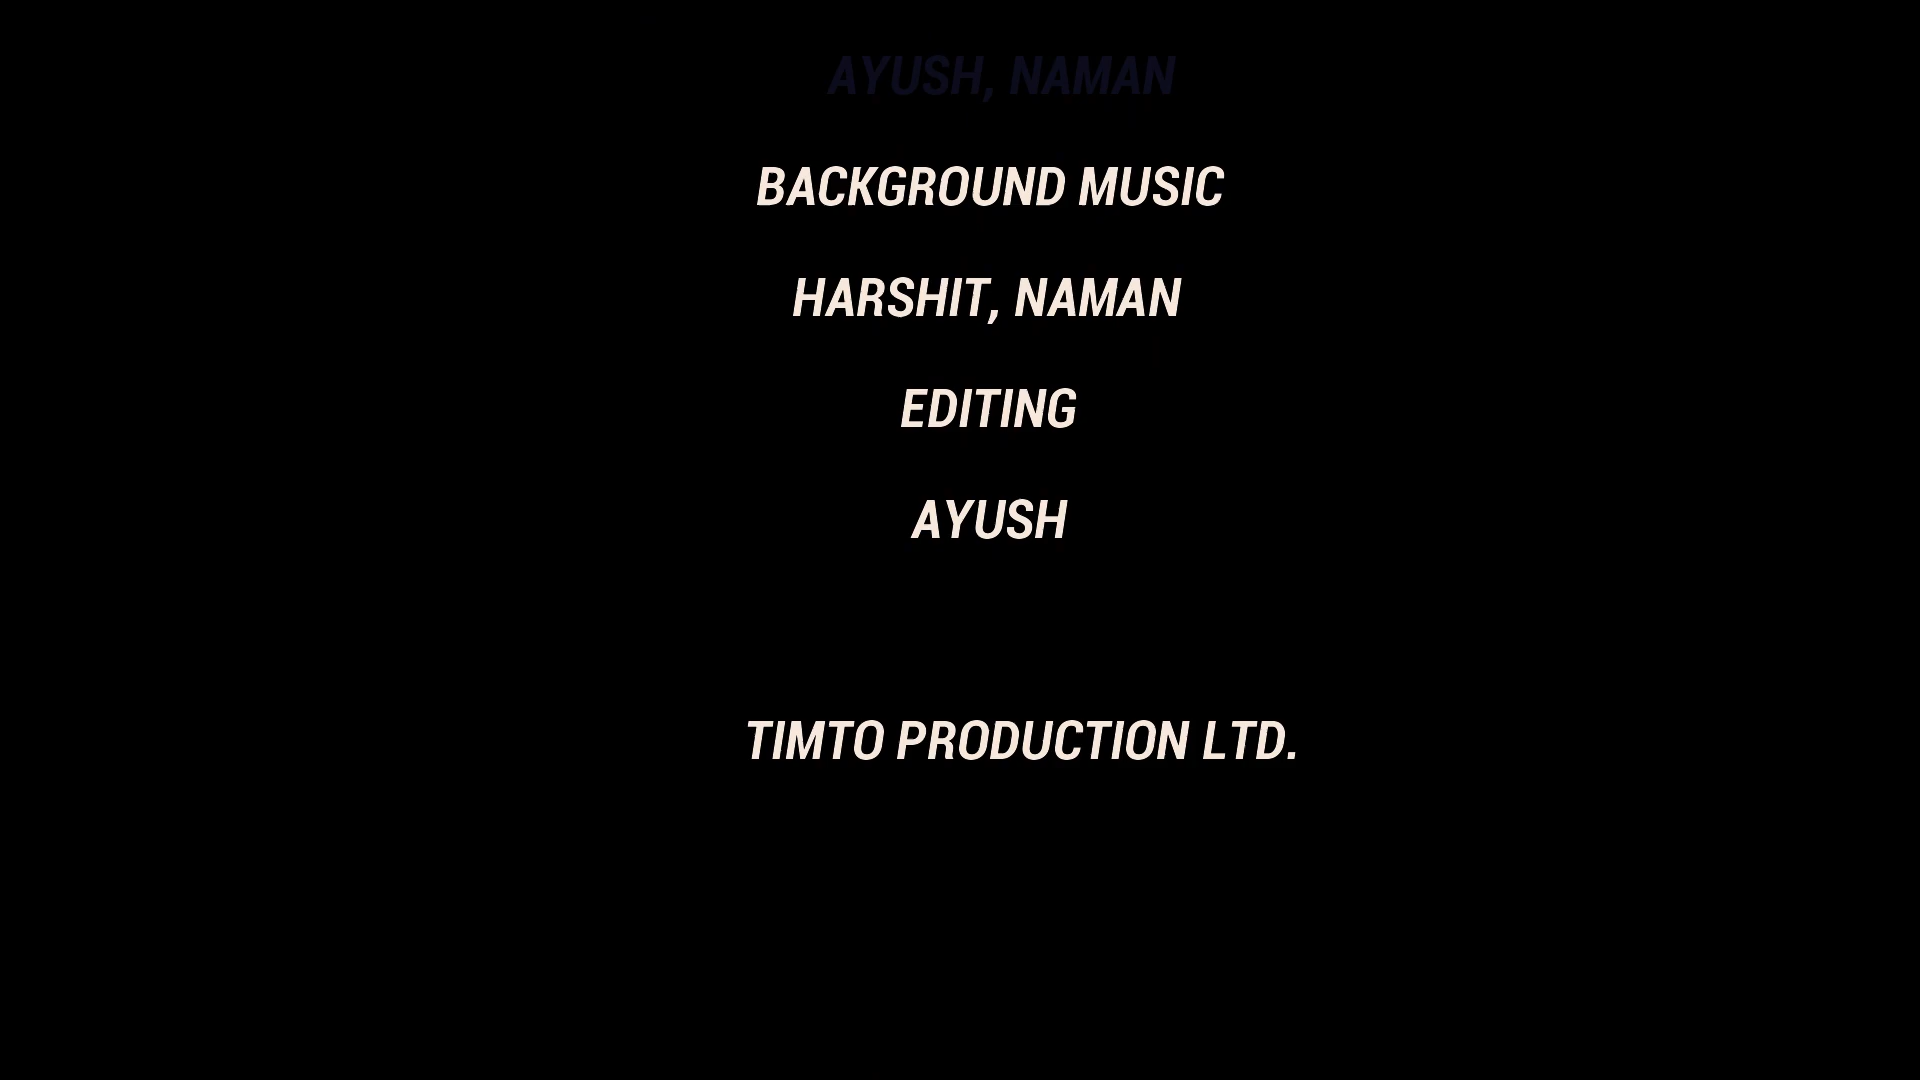 AYUSH, NAMAN
BACKGROUND MUSIC
HARSHIT, NAMAN
EDITING
AYUSH
TIMTO PRODUCTION LTD.